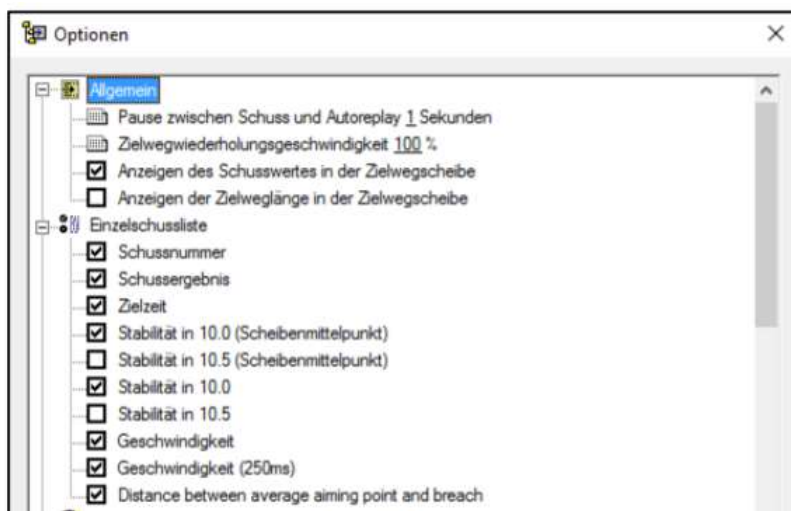 Optionen
Allgemein
Pause zwischen Schuss und Autoreplay 1 Sekunden
Zielwegwiederholungsgeschwindigkeit 100 %
Anzeigen des Schusswertes in der Zielwegscheibe
Anzeigen der Zielweglänge in der Zielwegscheibe
Einzelschussliste
Schussnummer
Schussergebnis
Zielzeit
Stabilität in 10.0 (Scheibenmittelpunkt)
Stabilität in 10.5 (Scheibenmittelpunkt)
Stabilität in 10.0
Stabilität in 10.5
Geschwindigkeit
Geschwindigkeit (250ms)
Distance between average aiming point and breach